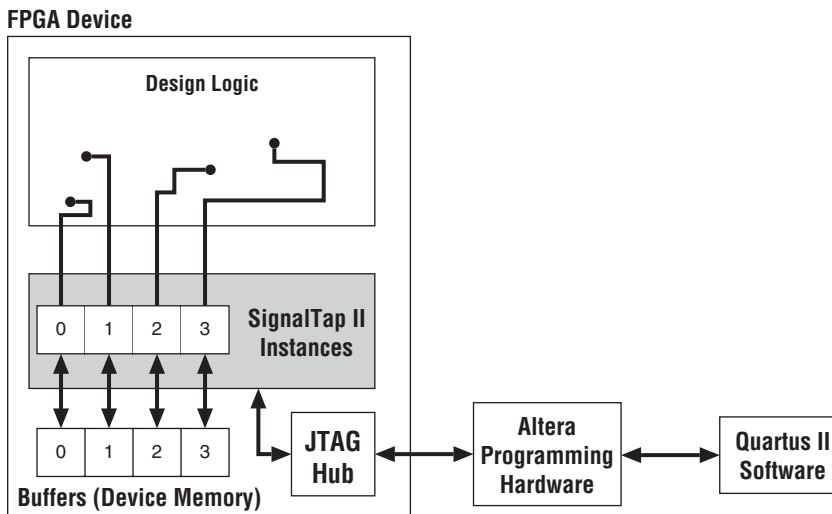 FPGA Device
Design Logic
0 1 2 3
SignalTap II
Instances
0 1 2 3
Buffers (Device Memory)
JTAG
Hub
Altera
Programming
Hardware
Quartus II
Software